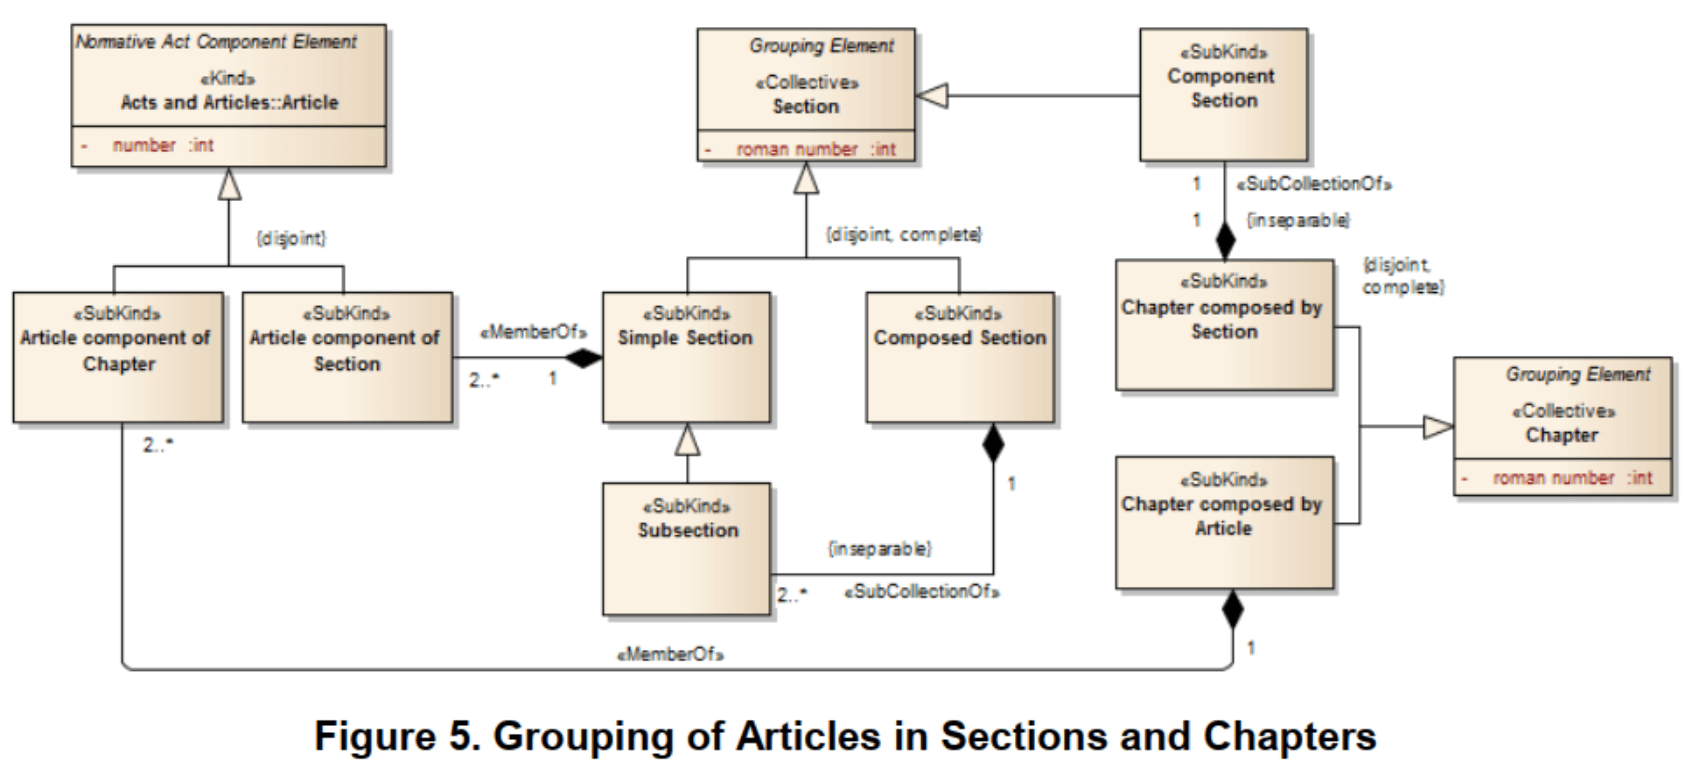 Normative Act Component Element
«Kind»
Acts and Articles::Article
- number :int
Grouping Element
«Collective»
Section
- roman number :int
«SubKind»
Component
Section
1 «SubCollectionOf»
1 {inseparable}
{disjoint}
{disjoint, complete}
{disjoint,
complete}
«SubKind»
Article component of
Chapter
«SubKind»
Article component of
Section
«MemberOf»
2..* 1
«SubKind»
Simple Section
«SubKind»
Composed Section
«SubKind»
Chapter composed by
Section
Grouping Element
«Collective»
Chapter
- roman number :int
2..*
«SubKind»
Subsection
1
{inseparable}
2..* «SubCollectionOf»
«SubKind»
Chapter composed by
Article
«MemberOf»
1
Figure 5. Grouping of Articles in Sections and Chapters